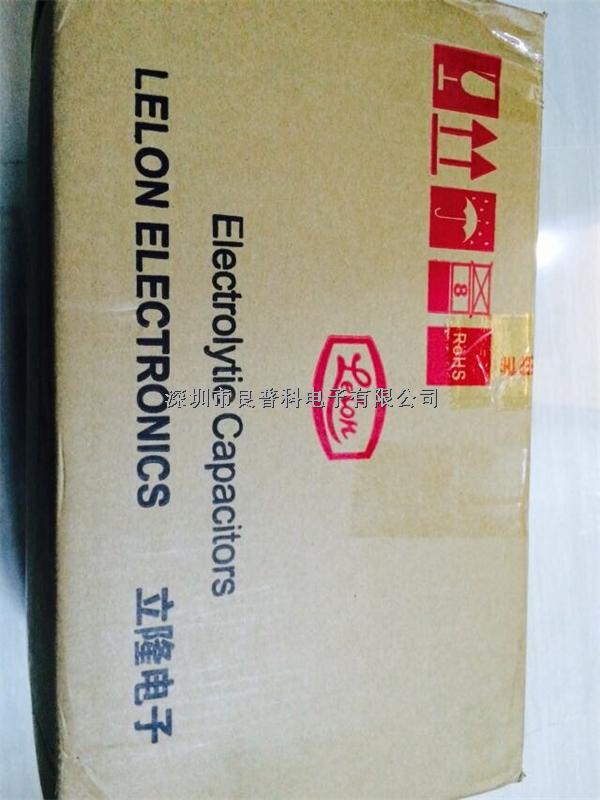 8
RoHS
Lelon
Electrolytic Capacitors
LELON ELECTRONICS 立隆电子
深圳市良普科电子有限公司